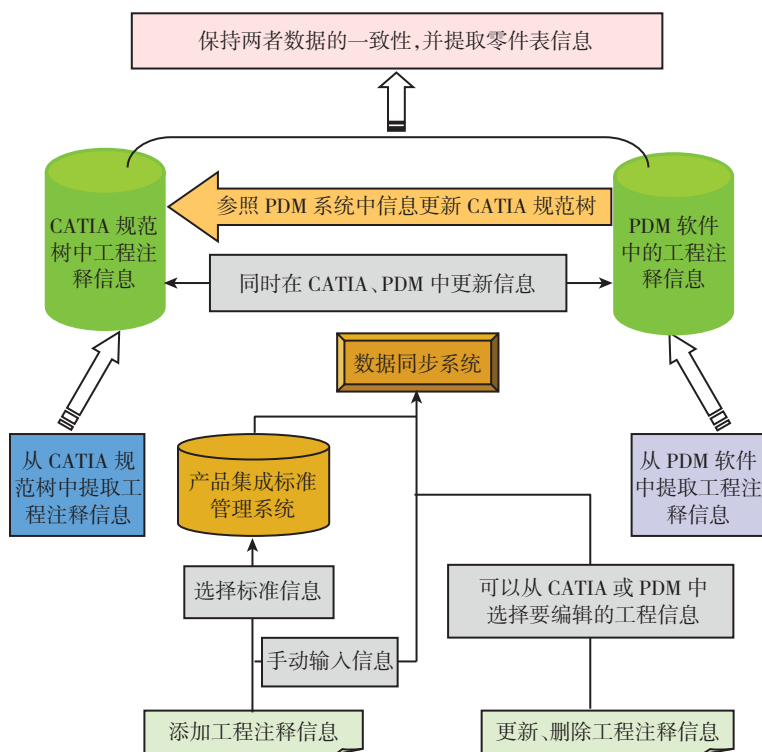 保持两者数据的一致性,并提取零件表信息
参照 PDM 系统中信息更新 CATIA 规范树
CATIA 规范
树中工程注
释信息
PDM 软件
中的工程注
释信息
同时在 CATIA、PDM 中更新信息
数据同步系统
从 CATIA 规
范树中提取工
程注释信息
产品集成标准
管理系统
从 PDM 软件
中提取工程注
释信息
选择标准信息
可以从 CATIA 或 PDM 中
选择要编辑的工程信息
手动输入信息
添加工程注释信息
更新、删除工程注释信息